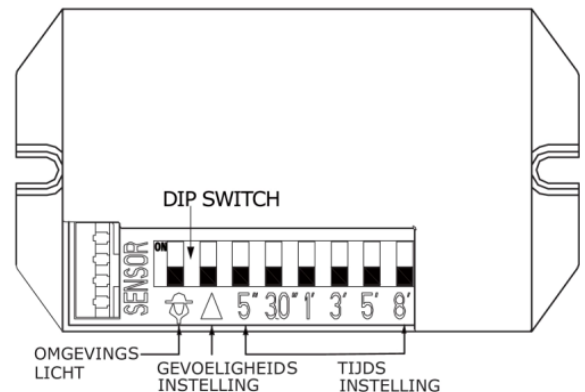 DIP SWITCH
ON
SENSOR
5" 30" 1' 3' 5' 8'
OMGEVINGS
LICHT
GEVOELIGHEIDS
INSTELLING
TIJDS
INSTELLING